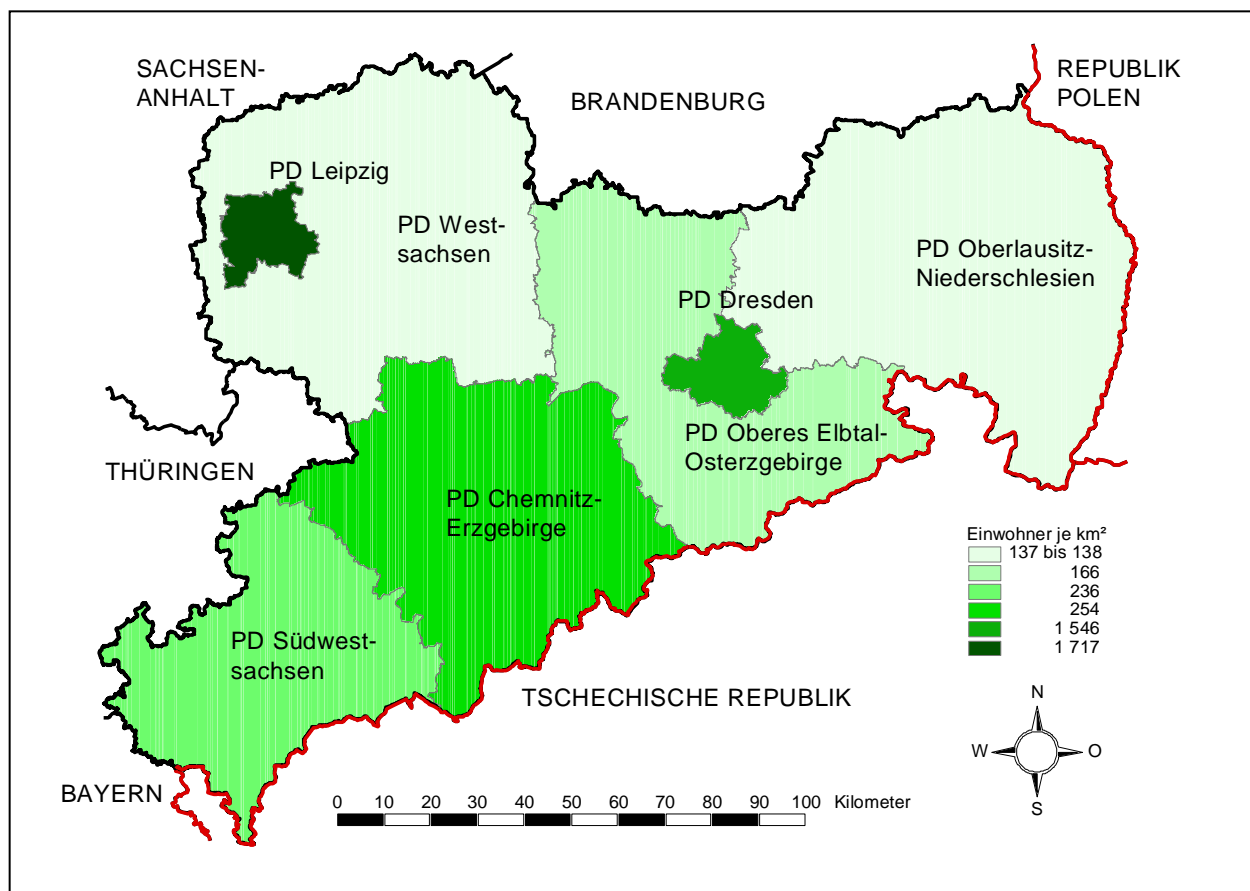 SACHSEN-
ANHALT
BRANDENBURG
REPUBLIK
POLEN
PD Leipzig
PD West-
sachsen
PD Oberlausitz-
Niederschlesien
PD Dresden
PD Oberes Elbtal-
Osterzgebirge
THÜRINGEN
PD Chemnitz-
Erzgebirge
PD Südwest-
sachsen
TSCHECHISCHE REPUBLIK
BAYERN
Einwohner je km²
137 bis 138
166
236
254
1 546
1 717
N
W O
S
0 10 20 30 40 50 60 70 80 90 100 Kilometer